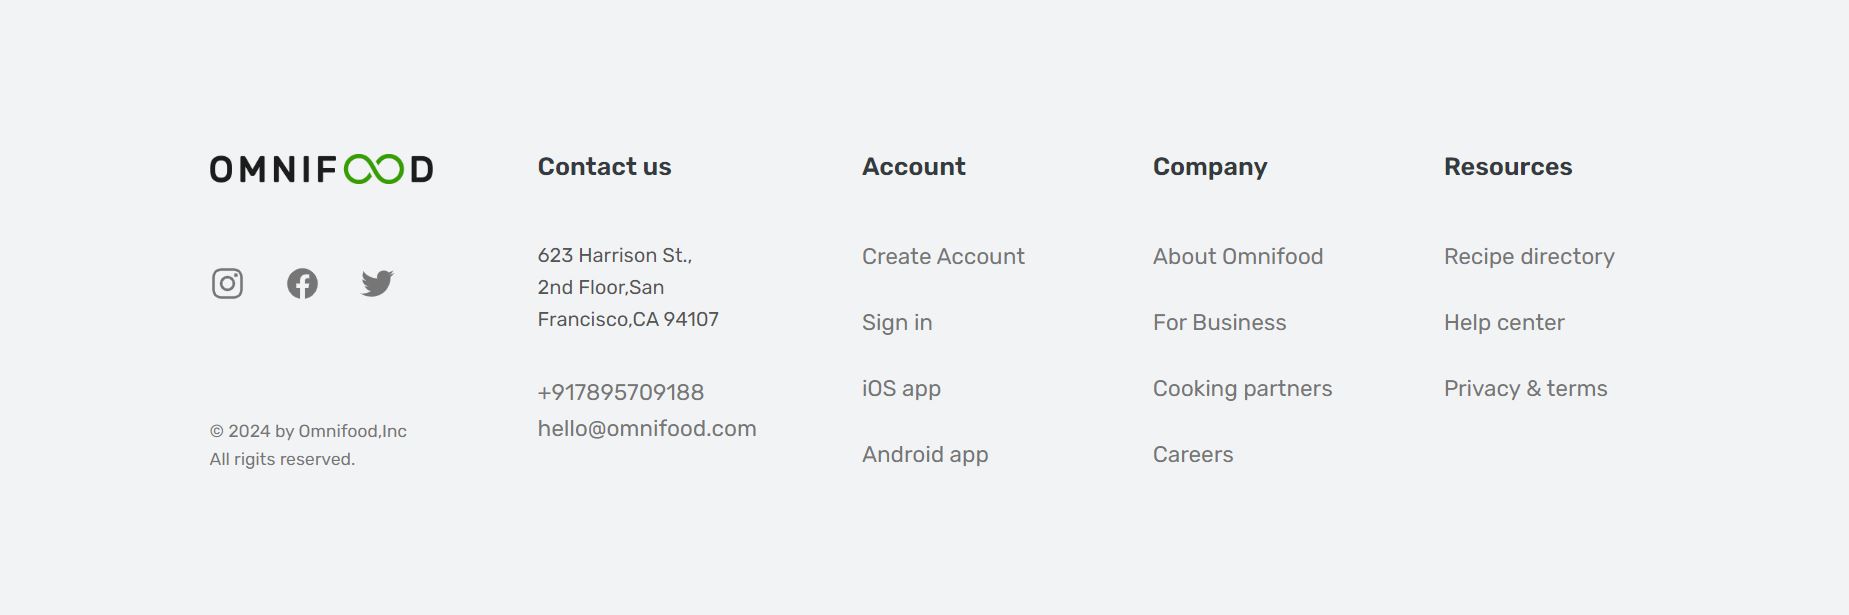 OMNIFOOD
© 2024 by Omnifood,Inc
All rigits reserved.
Contact us
623 Harrison St.,
2nd Floor,San
Francisco,CA 94107
+917895709188
hello@omnifood.com
Account
Create Account
Sign in
iOS app
Android app
Company
About Omnifood
For Business
Cooking partners
Careers
Resources
Recipe directory
Help center
Privacy & terms